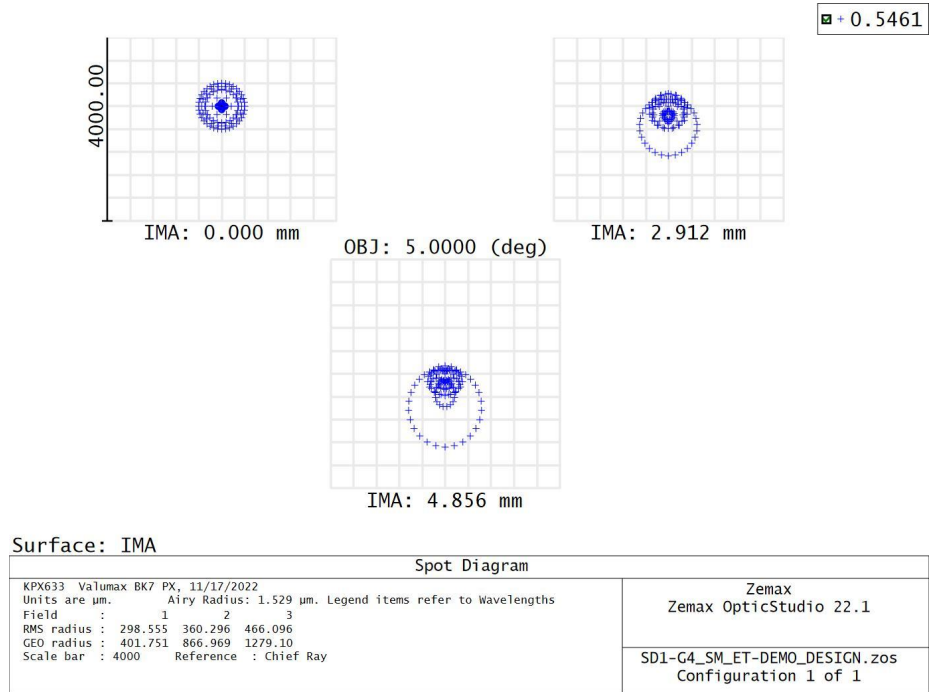 + 0.5461
4000.00
IMA: 0.000 mm
IMA: 2.912 mm
OBJ: 5.0000 (deg)
IMA: 4.856 mm
Surface: IMA
Spot Diagram
KPX633 Valumax BK7 PX, 11/17/2022
Units are µm. Airy Radius: 1.529 µm. Legend items refer to Wavelengths
Field : 1 2 3
RMS radius : 298.555 360.296 466.096
GEO radius : 401.751 866.969 1279.10
Scale bar : 4000 Reference : Chief Ray
Zemax
Zemax OpticStudio 22.1
SD1-G4_SM_ET-DEMO_DESIGN.zos
Configuration 1 of 1